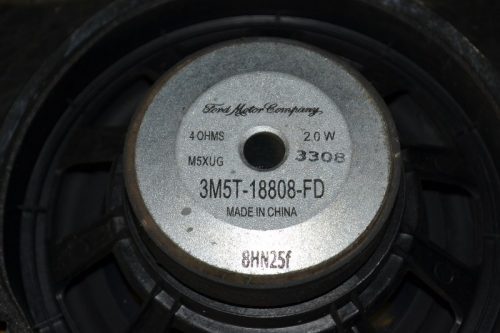 Ford Motor Company
4 OHMS 2.0 W
M5XUG 3308
3M5T-18808-FD
MADE IN CHINA
8HN25f